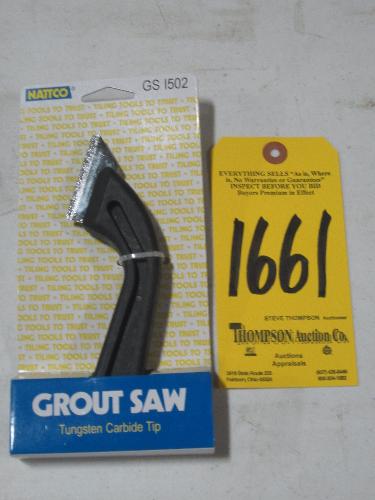 NATTCO®
GS I502
TILING TOOLS TO TRUST
GROUT SAW
Tungsten Carbide Tip
EVERYTHING SELLS "As is, Where
is, No Warranties or Guarantees"
INSPECT BEFORE YOU BID
Buyers Premium in Effect
1661
STEVE THOMPSON Auctioneer
THOMPSON Auction Co.
Auctions
Appraisals
Fairborn, Ohio